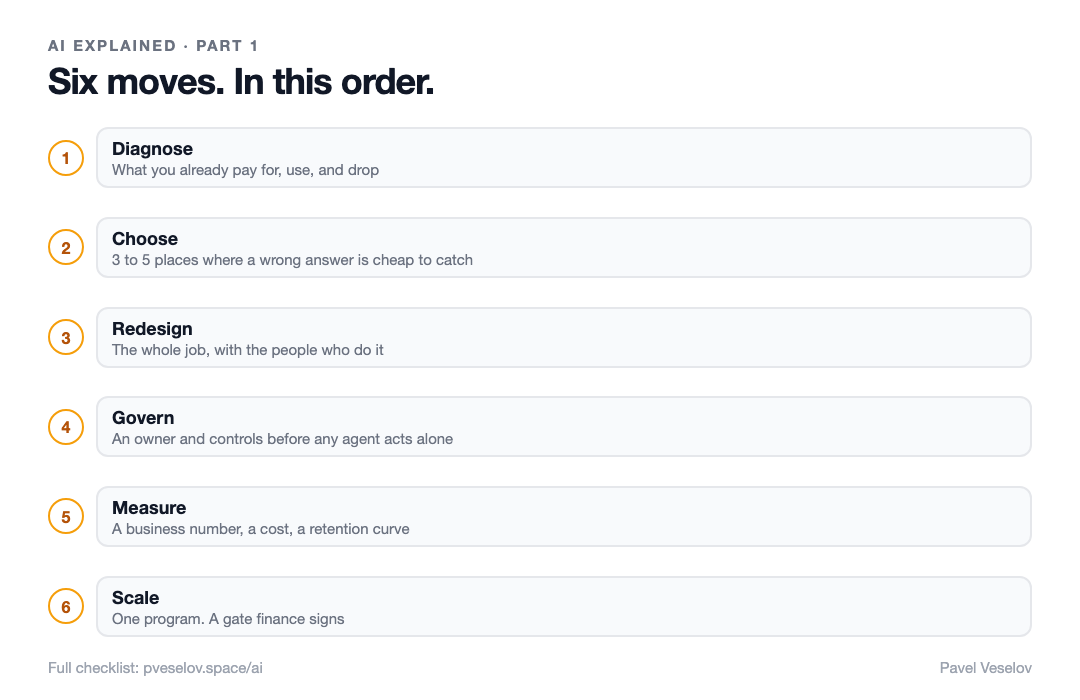 AI EXPLAINED · PART 1
Six moves. In this order.
1
Diagnose
What you already pay for, use, and drop
2
Choose
3 to 5 places where a wrong answer is cheap to catch
3
Redesign
The whole job, with the people who do it
4
Govern
An owner and controls before any agent acts alone
5
Measure
A business number, a cost, a retention curve
6
Scale
One program. A gate finance signs
Full checklist: pveselov.space/ai
Pavel Veselov